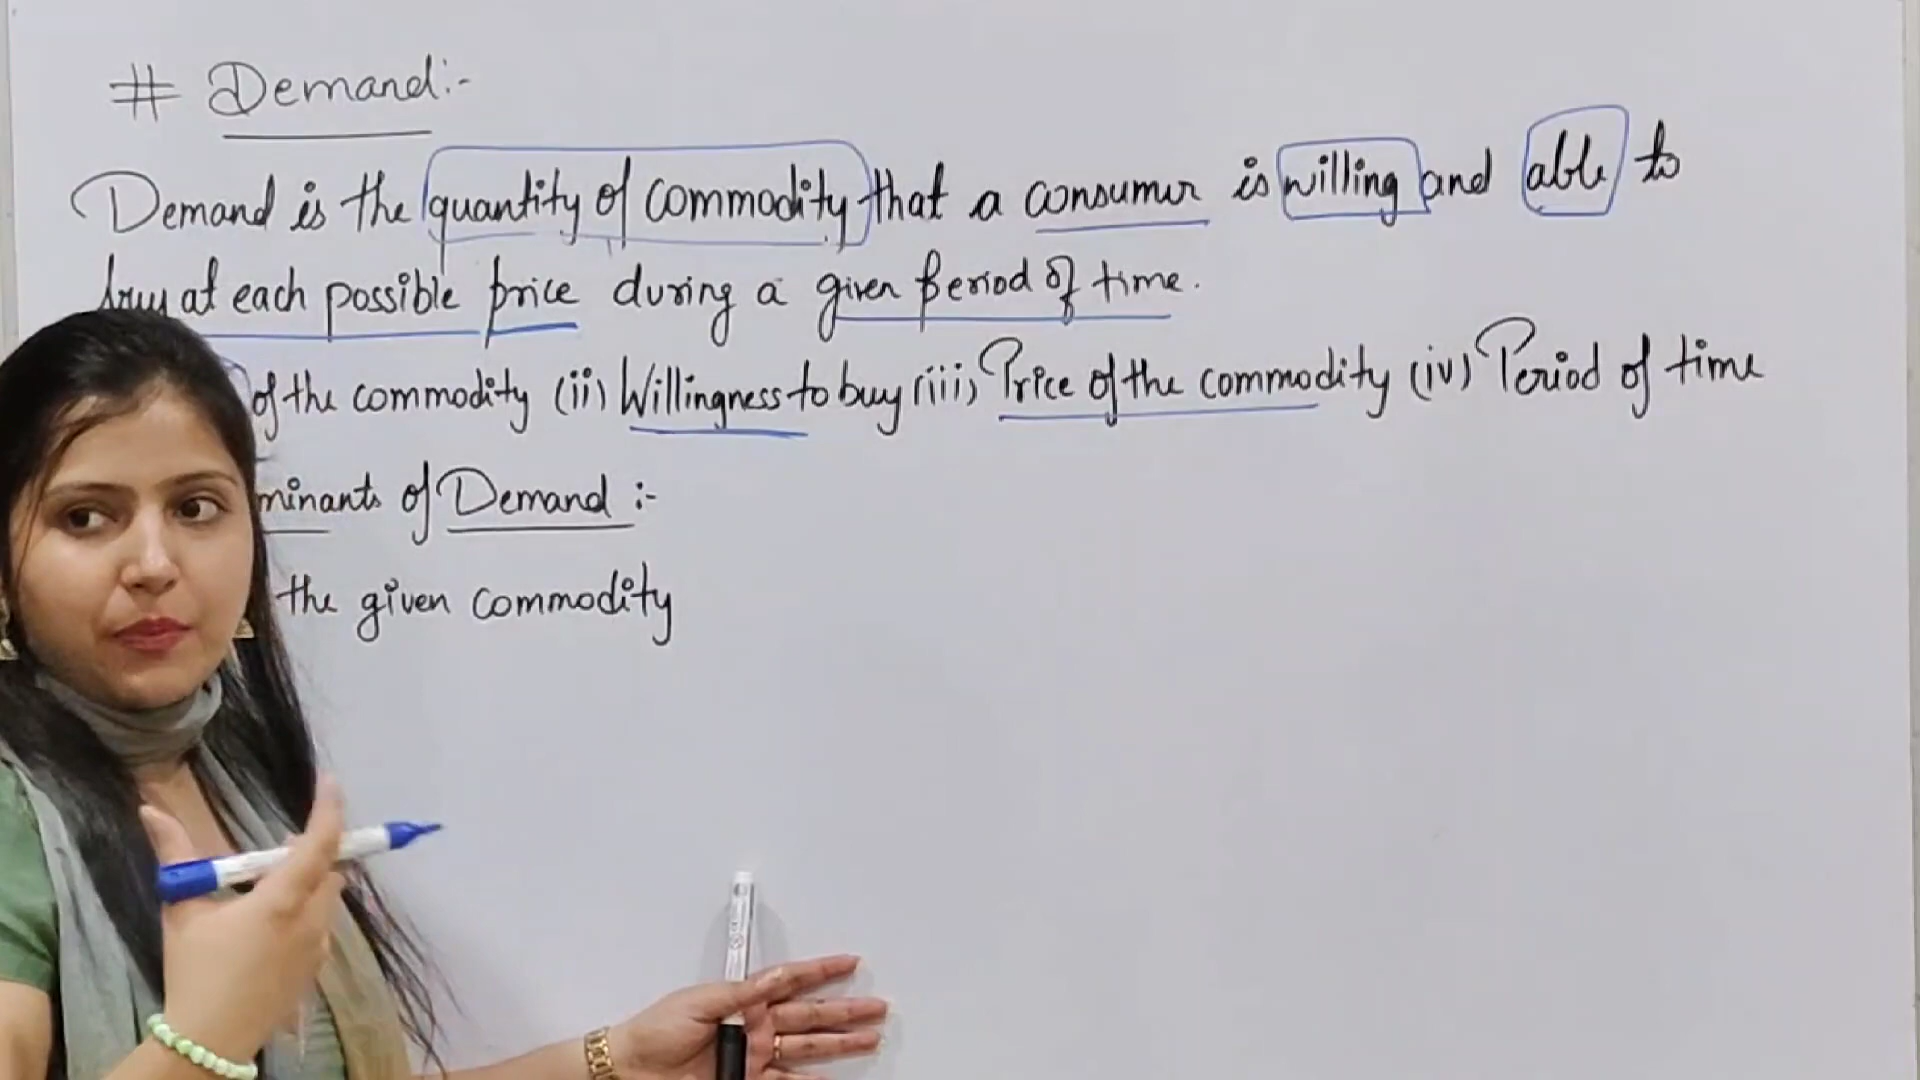 # Demand:-
Demand is the quantity of commodity that a consumer is willing and able to
buy at each possible price during a given period of time.
of the commodity (ii) Willingness to buy (iii) Price of the commodity (iv) Period of time
minants of Demand :-
the given commodity